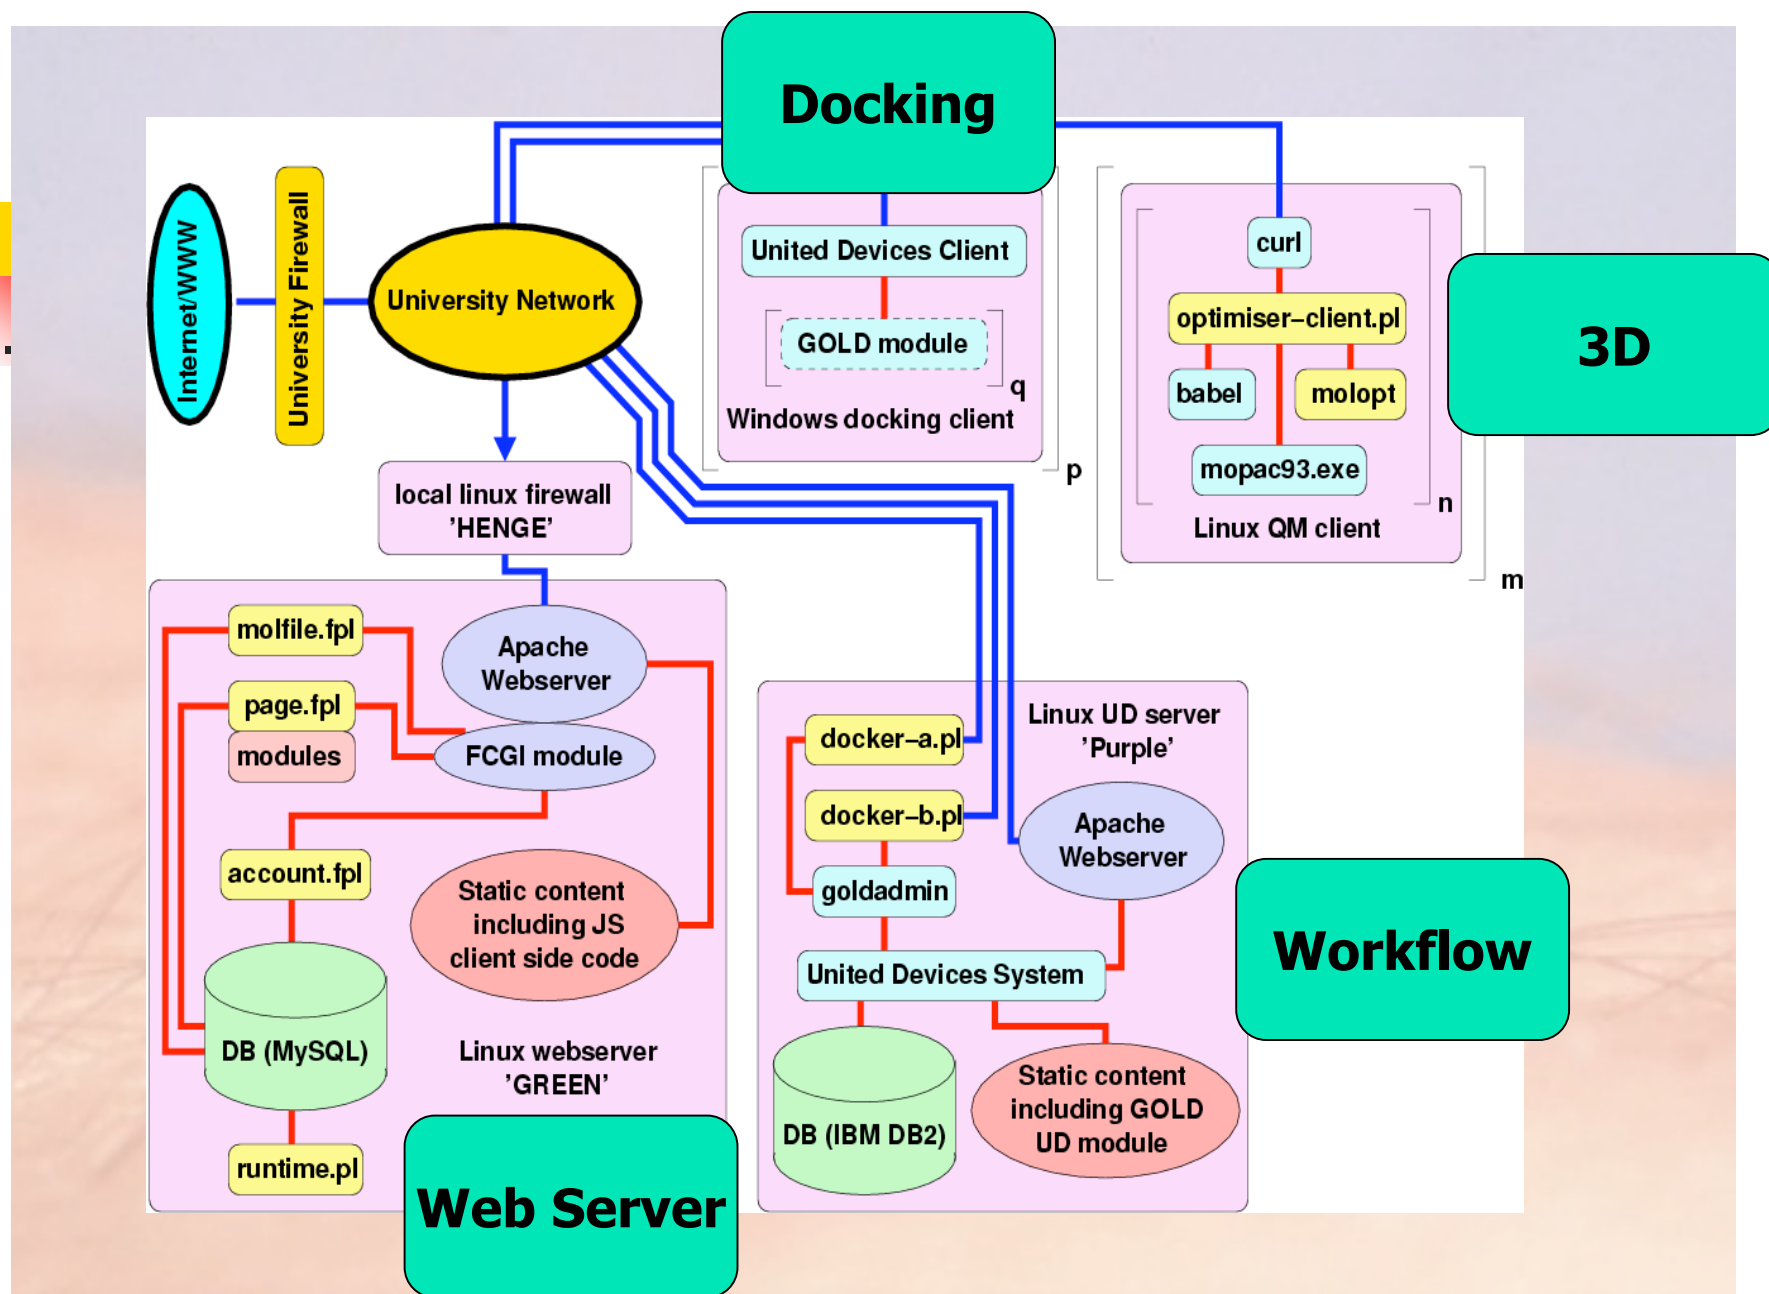 Docking
Internet/WWW
University Firewall
University Network
United Devices Client
GOLD module
q
Windows docking client
p
curl
optimiser-client.pl
babel
molopt
mopac93.exe
n
Linux QM client
m
3D
.
local linux firewall
'HENGE'
molfile.fpl
page.fpl
modules
Apache
Webserver
FCGI module
account.fpl
Static content
including JS
client side code
DB (MySQL)
Linux webserver
'GREEN'
runtime.pl
Web Server
Linux UD server
'Purple'
docker-a.pl
docker-b.pl
Apache
Webserver
goldadmin
United Devices System
DB (IBM DB2)
Static content
including GOLD
UD module
Workflow